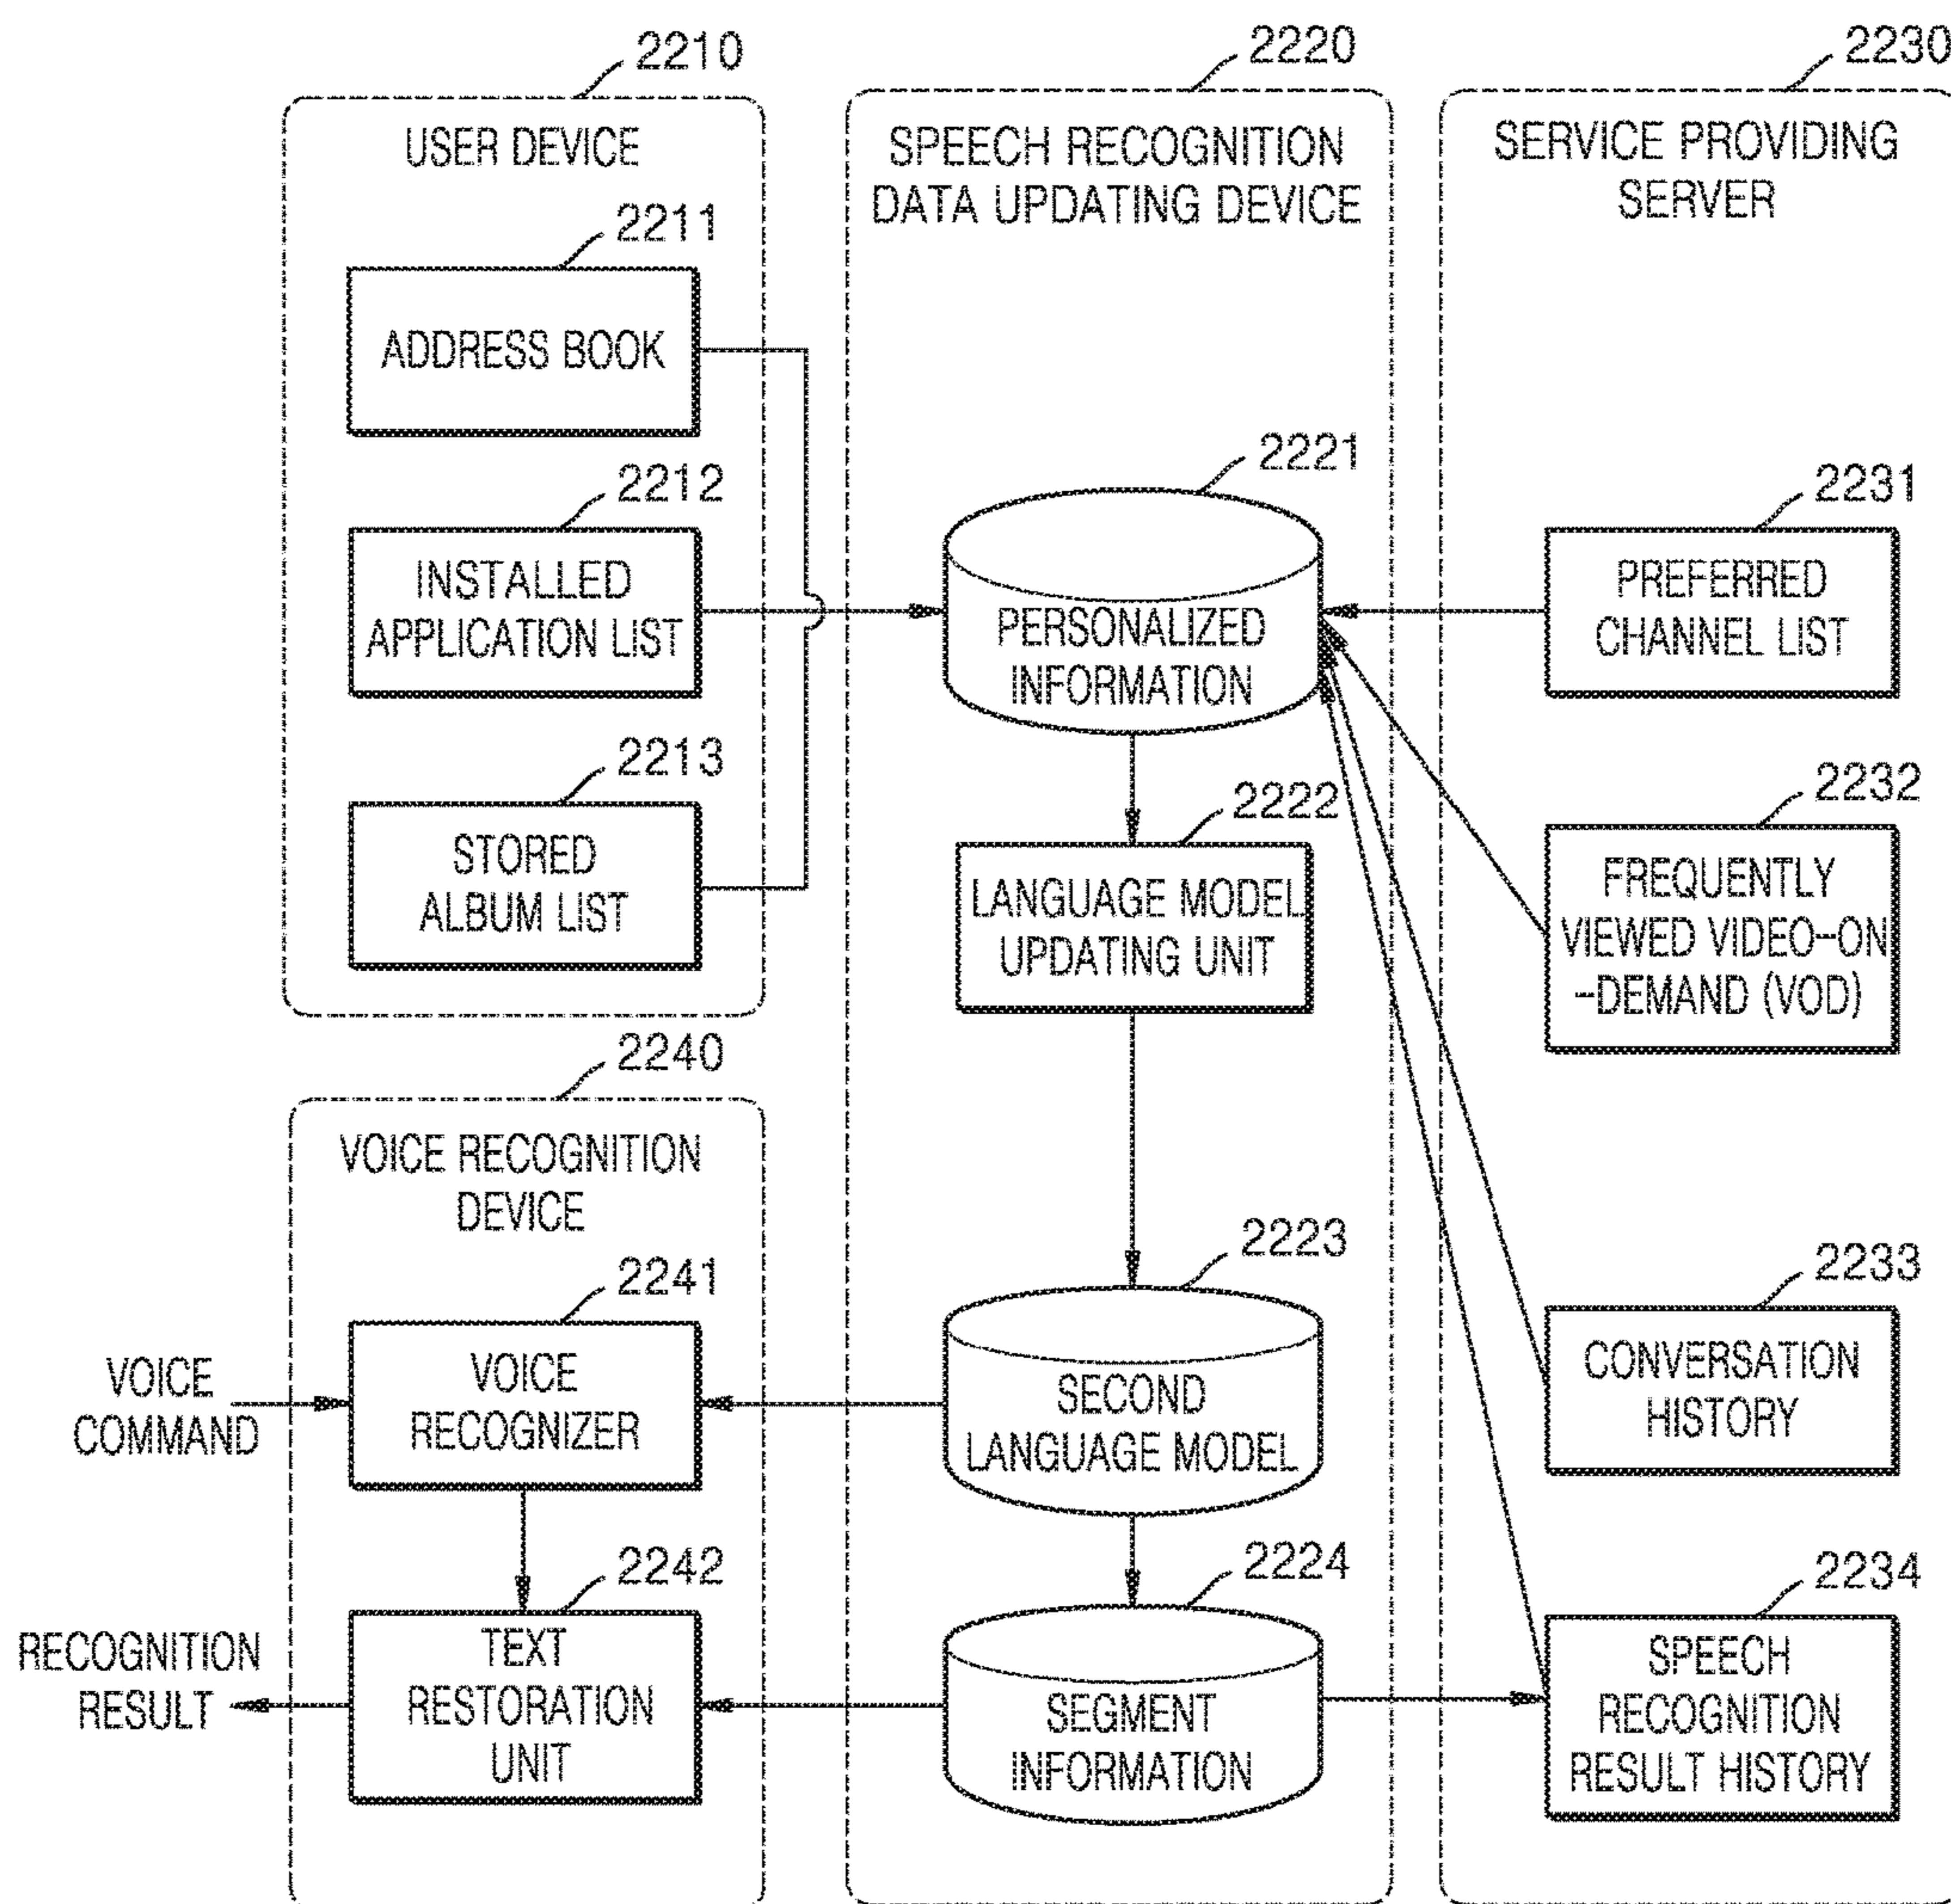 2210
USER DEVICE
2211
ADDRESS BOOK
2212
INSTALLED
APPLICATION LIST
2213
STORED
ALBUM LIST
2220
SPEECH RECOGNITION
DATA UPDATING DEVICE
2221
PERSONALIZED
INFORMATION
2222
LANGUAGE MODEL
UPDATING UNIT
2223
SECOND
LANGUAGE MODEL
2224
SEGMENT
INFORMATION
2230
SERVICE PROVIDING
SERVER
2231
PREFERRED
CHANNEL LIST
2232
FREQUENTLY
VIEWED VIDEO-ON
-DEMAND (VOD)
2233
CONVERSATION
HISTORY
2234
SPEECH
RECOGNITION
RESULT HISTORY
2240
VOICE RECOGNITION
DEVICE
VOICE
COMMAND
2241
VOICE
RECOGNIZER
2242
TEXT
RESTORATION
UNIT
RECOGNITION
RESULT